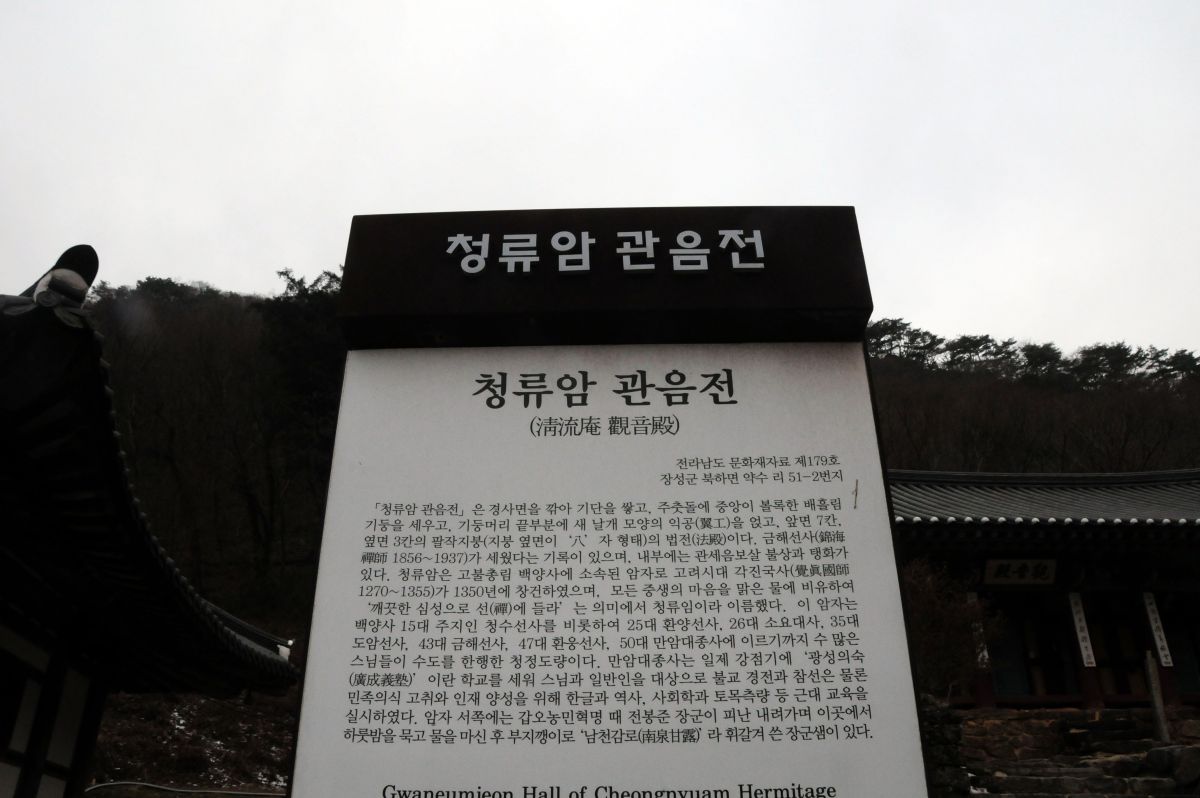 청류암 관음전
청류암 관음전
(淸流庵 觀音殿)
전라남도 문화재자료 제179호
장성군 북하면 약수 리 51-2번지
「청류암 관음전」은 경사면을 깎아 기단을 쌓고, 주춧돌에 중앙이 볼록한 배흘림
기둥을 세우고, 기둥머리 끝부분에 새 날개 모양의 익공(翼工)을 얹고, 앞면 7칸,
옆면 3칸의 팔작지붕(지붕 옆면이 ‘八’ 자 형태)의 법전(法殿)이다. 금해선사(錦海
禪師 1856~1937)가 세웠다는 기록이 있으며, 내부에는 관세음보살 불상과 탱화가
있다. 청류암은 고불총림 백양사에 소속된 암자로 고려시대 각진국사(覺眞國師
1270~1355)가 1350년에 창건하였으며, 모든 중생의 마음을 맑은 물에 비유하여
‘깨끗한 심성으로 선(禪)에 들라’ 는 의미에서 청류암이라 이름했다. 이 암자는
백양사 15대 주지인 청수선사를 비롯하여 25대 환양선사, 26대 소요대사, 35대
도암선사, 43대 금해선사, 47대 환응선사, 50대 만암대종사에 이르기까지 수 많은
스님들이 수도를 한행한 청정도량이다. 만암대종사는 일제 강점기에 ‘광성의숙
(廣成義塾)’ 이란 학교를 세워 스님과 일반인을 대상으로 불교 경전과 참선은 물론
민족의식 고취와 인재 양성을 위해 한글과 역사, 사회학과 토목측량 등 근대 교육을
실시하였다. 암자 서쪽에는 갑오농민혁명 때 전봉준 장군이 피난 내려가며 이곳에서
하룻밤을 묵고 물을 마신 후 부지깽이로 ‘남천감로(南泉甘露)’ 라 휘갈겨 쓴 장군샘이 있다.
Gwaneumjeon Hall of Cheongnyuam Hermitage
殿音觀